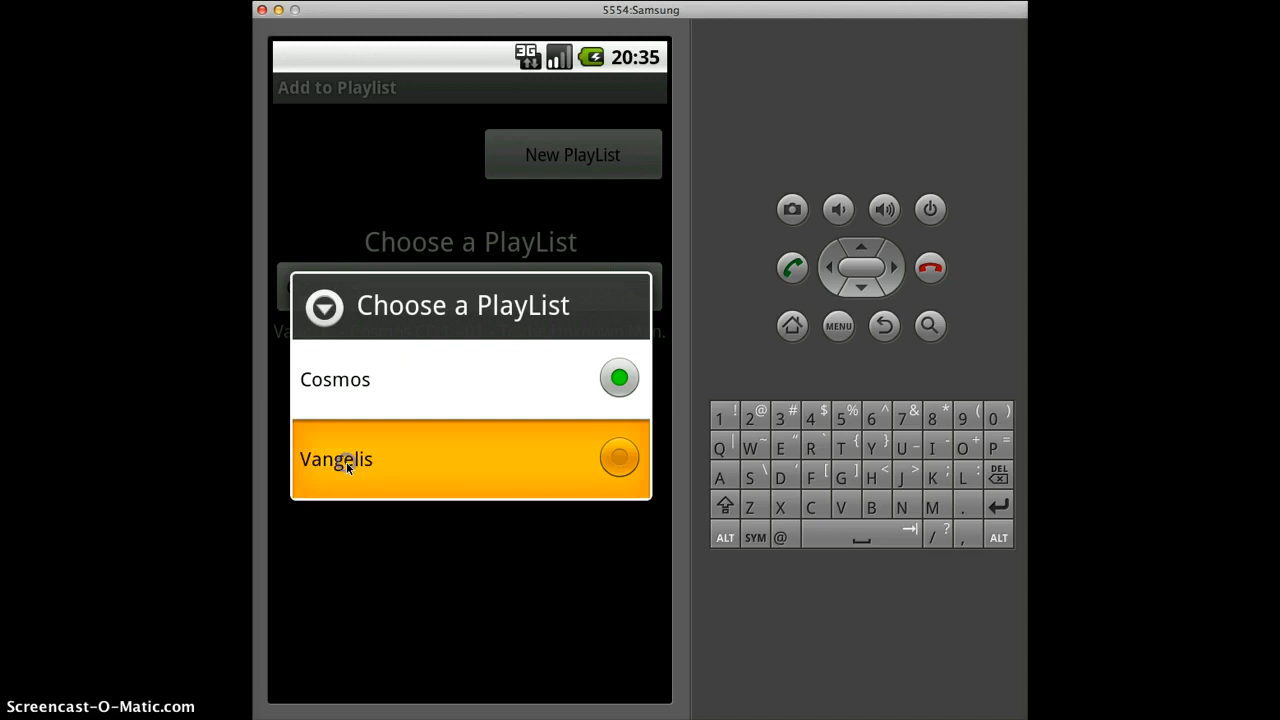 5554:Samsung
3G 20:35
Add to Playlist
New PlayList
Choose a PlayList
Choose a PlayList
Cosmos
Vangelis
MENU
1 ! 2 @ 3 # 4 $ 5 % 6 ^ 7 & 8 * 9 ( 0 )
Q | W ~ E “ R ` T { Y } U _ I - O + P =
A S \ D ' F [ G ] H < J > K ; L : DEL
Z X C V B N M .
ALT SYM @ / ? , ALT
Screencast-O-Matic.com